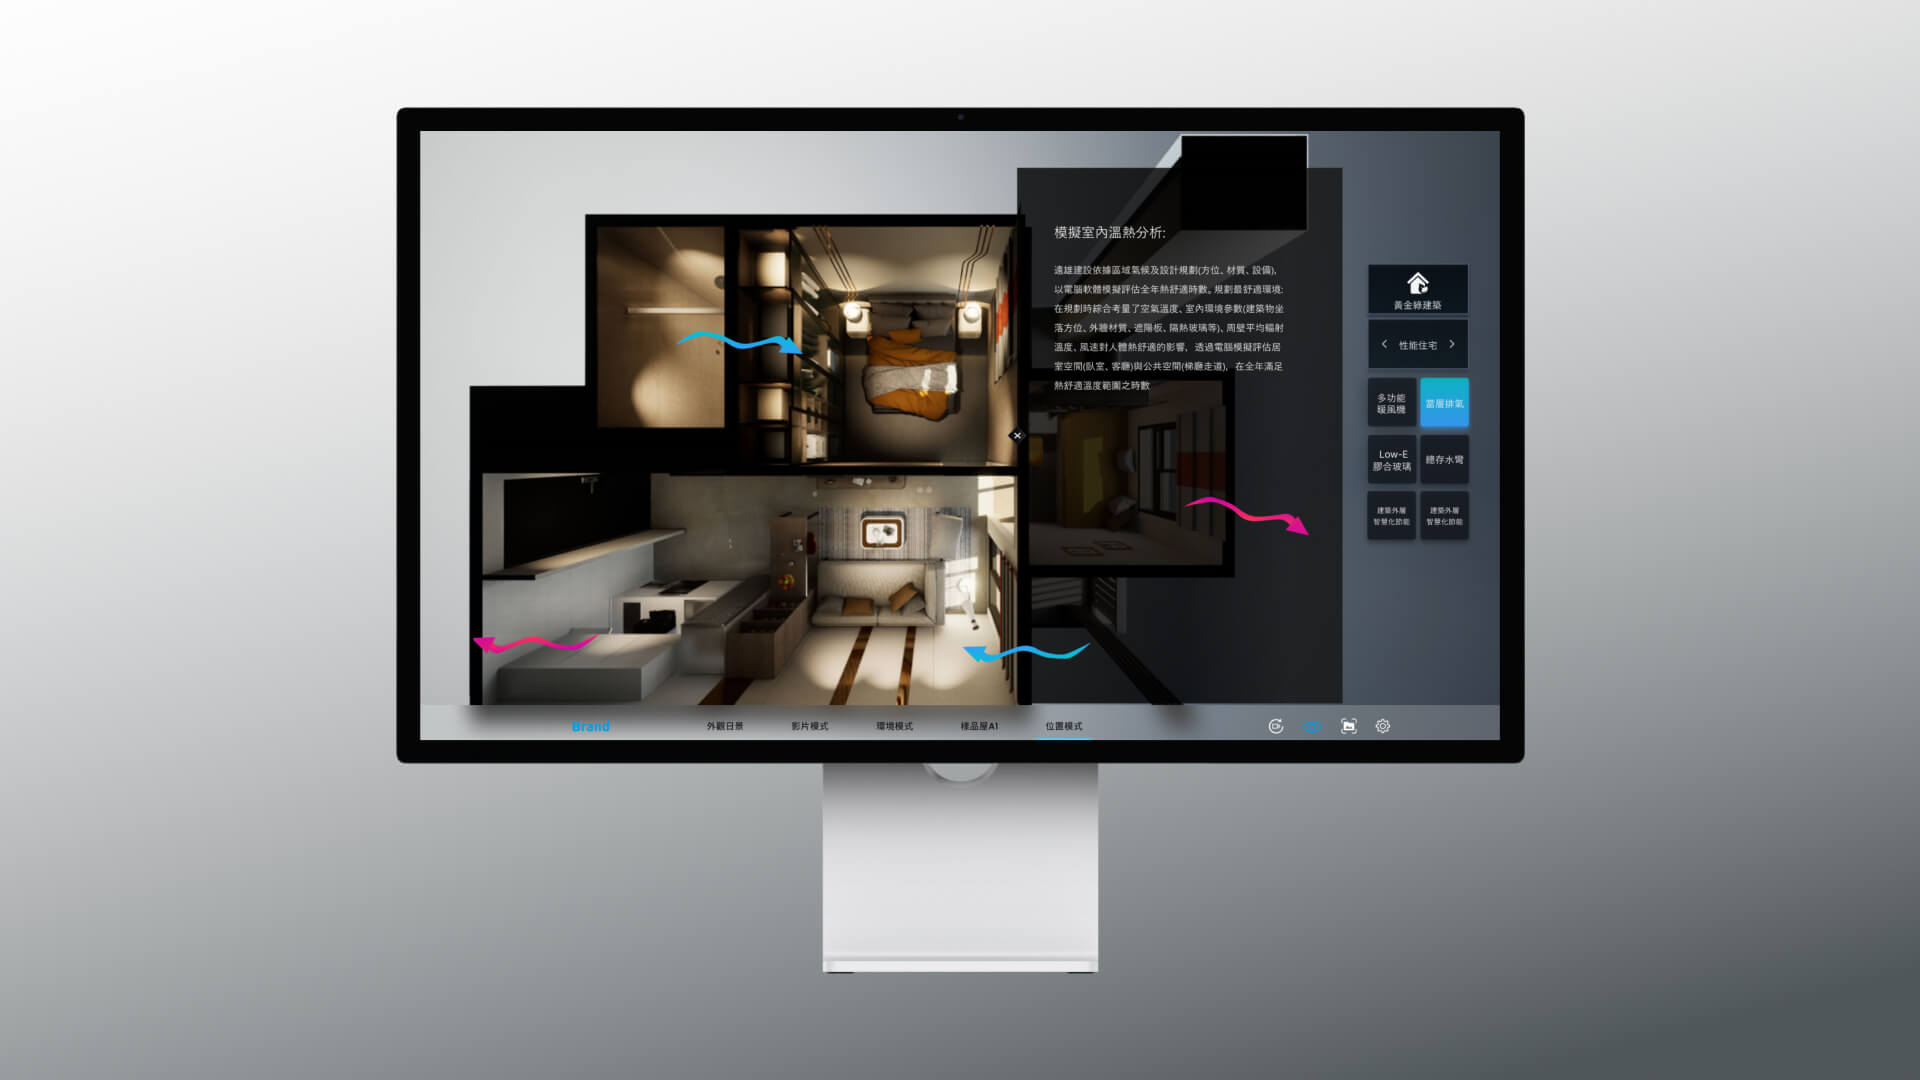 模擬室內溫熱分析:
遠雄建設依據區域氣候及設計規劃(方位、材質、設備),
以電腦軟體模擬評估全年熱舒適時數。規劃最舒適環境:
在規劃時綜合考量了空氣溫度、室內環境參數(建築物坐
落方位、外牆材質、遮陽板、隔熱玻璃等)、周壁平均輻射
溫度、風速對人體熱舒適的影響，透過電腦模擬評估居
室空間(臥室、客廳)與公共空間(梯廳走道)，在全年滿足
熱舒適溫度範圍之時數
黃金綠建築
性能住宅
多功能
暖風機
當層排氣
Low-E
膠合玻璃
總存水彎
建築外層
智慧化節能
建築外層
智慧化節能
Brand
外觀日景
影片模式
環境模式
樣品屋A1
位置模式